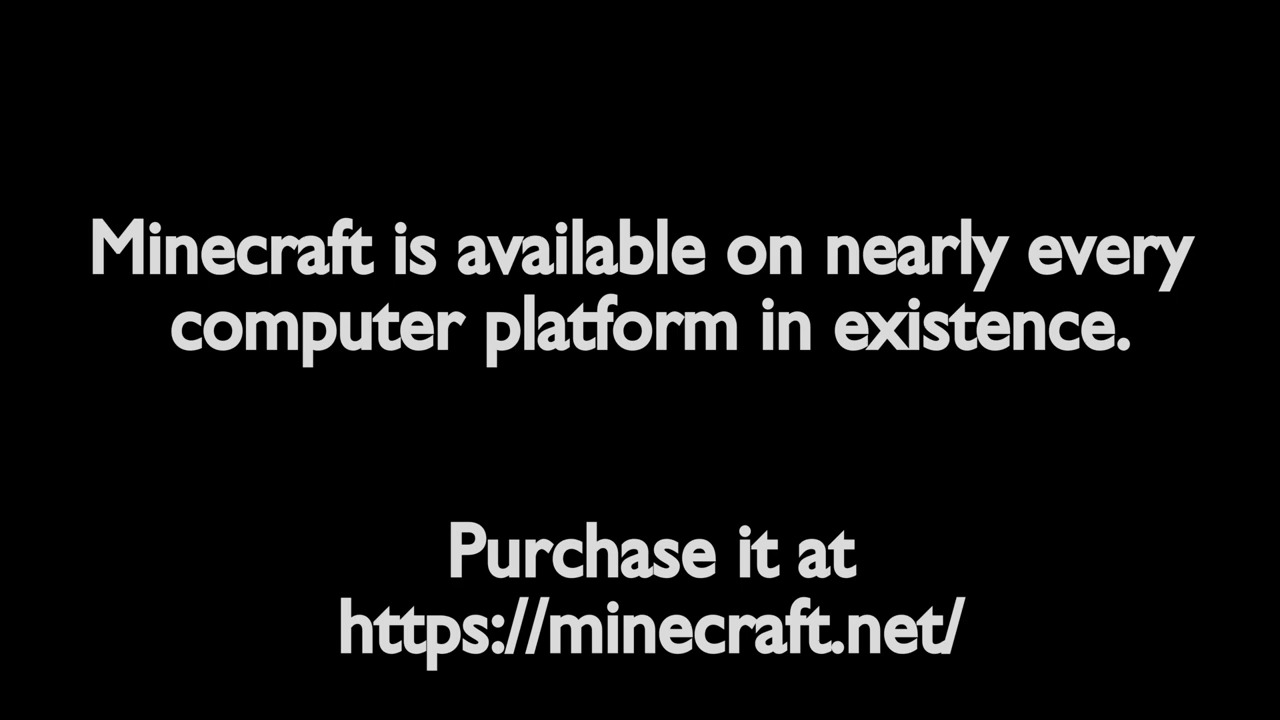 Minecraft is available on nearly every
computer platform in existence.
Purchase it at
https://minecraft.net/